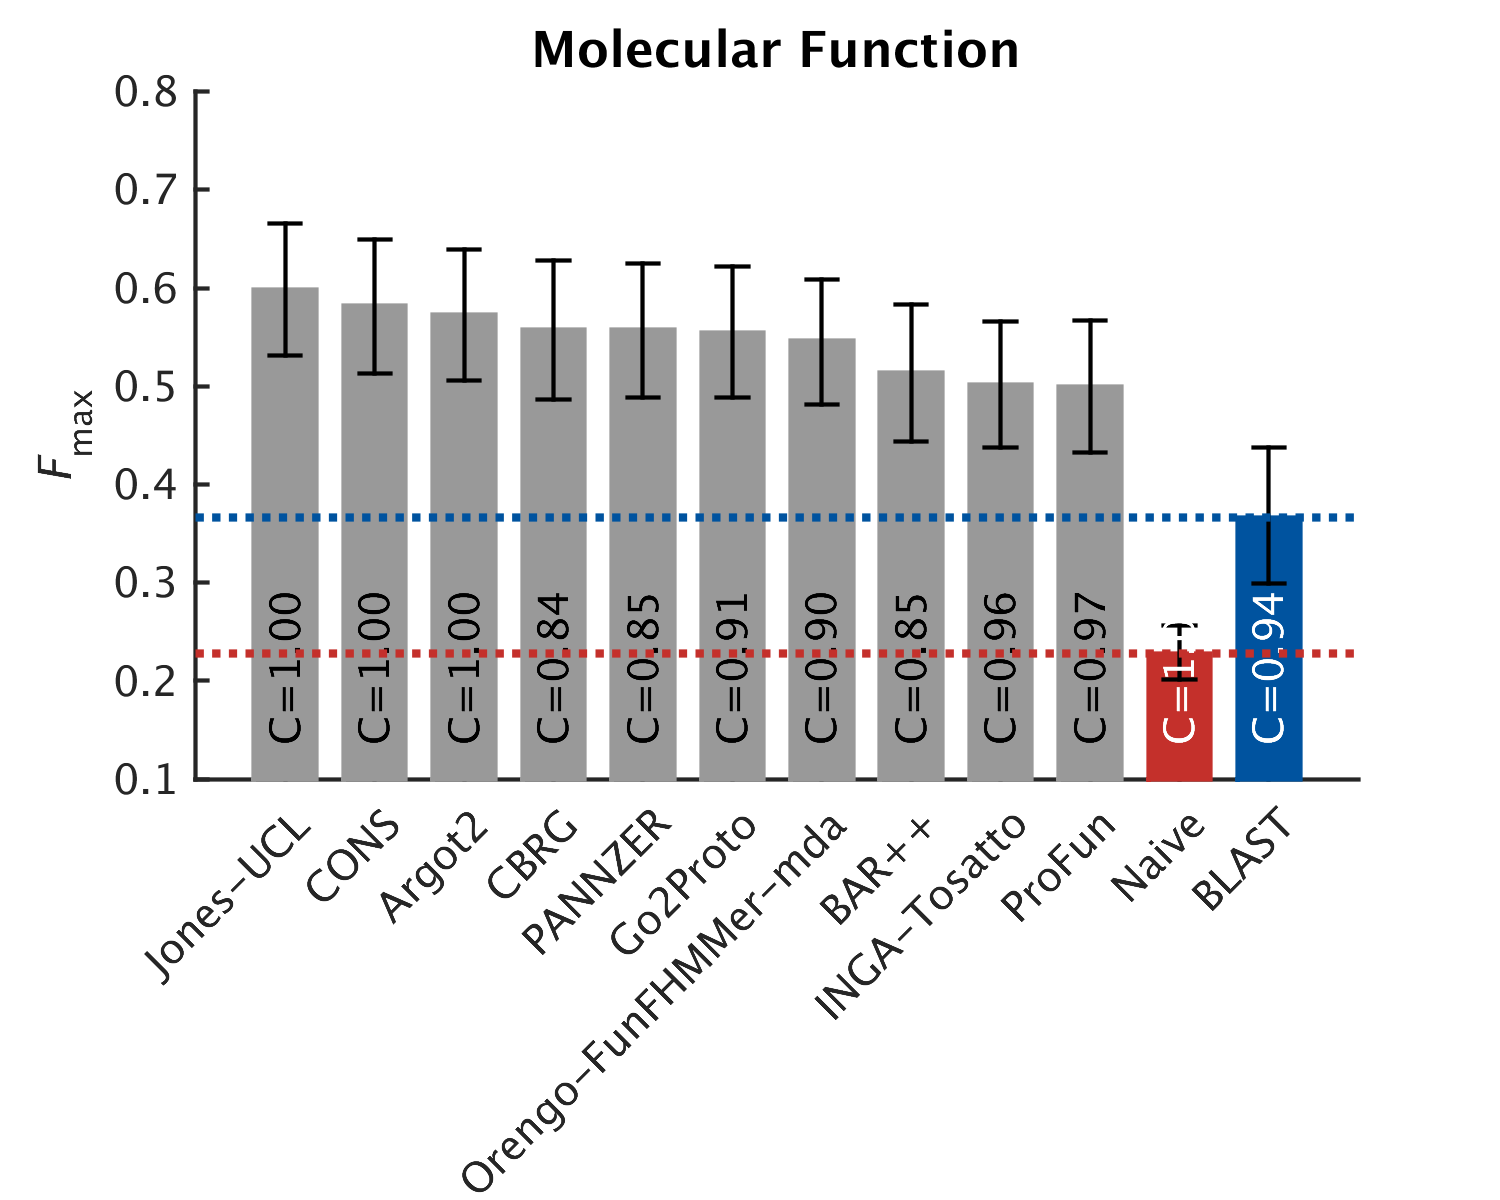 Molecular Function
0.8
0.7
0.6
0.5
0.4
0.3
0.2
0.1
Fmax
C=1.00
C=1.00
C=1.00
C=0.84
C=0.85
C=0.91
C=0.90
C=0.85
C=0.96
C=0.97
C=1
C=0.94
Jones-UCL
CONS
Argot2
CBRG
PANNZER
Go2Proto
Orengo-FunFHMMer-mda
BAR++
INGA-Tosatto
ProFun
Naive
BLAST